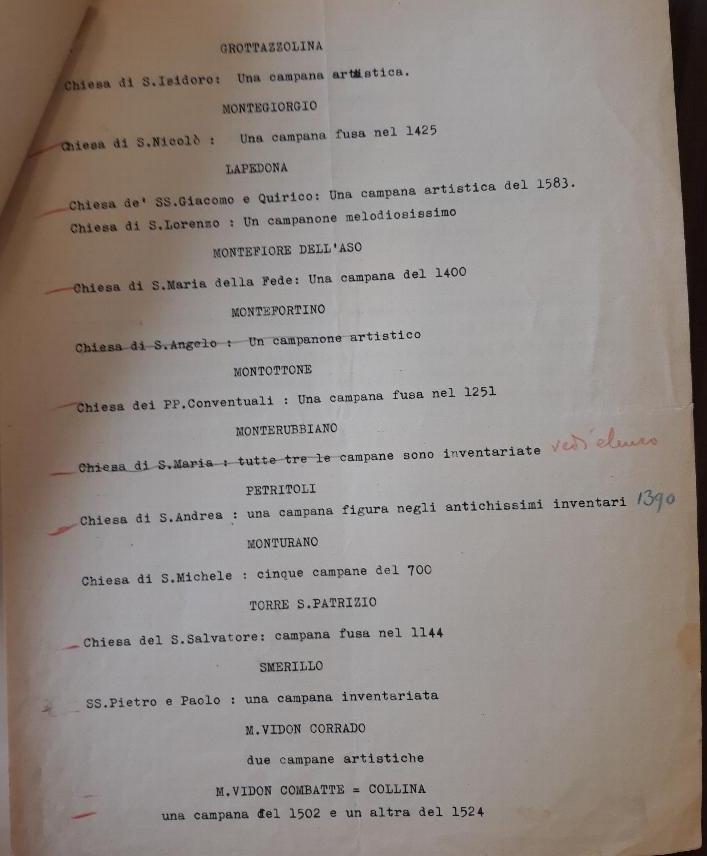 GROTTAZZOLINA
Chiesa di S.Isidoro: Una campana artistica.
MONTEGIORGIO
Chiesa di S.Nicolò : Una campana fusa nel 1425
LAPEDONA
Chiesa de' SS.Giacomo e Quirico: Una campana artistica del 1583.
Chiesa di S.Lorenzo : Un campanone melodiosissimo
MONTEFIORE DELL'ASO
Chiesa di S.Maria della Fede: Una campana del 1400
MONTEFORTINO
Chiesa di S.Angelo : Un campanone artistico
MONTOTTONE
Chiesa dei PP.Conventuali : Una campana fusa nel 1251
MONTERUBBIANO
Chiesa di S.Maria : tutte tre le campane sono inventariate vedi elenco
PETRITOLI
Chiesa di S.Andrea : una campana figura negli antichissimi inventari 1390
MONTURANO
Chiesa di S.Michele : cinque campane del 700
TORRE S.PATRIZIO
Chiesa del S.Salvatore: campana fusa nel 1144
SMERILLO
SS.Pietro e Paolo : una campana inventariata
M.VIDON CORRADO
due campane artistiche
M.VIDON COMBATTE = COLLINA
una campana del 1502 e un altra del 1524